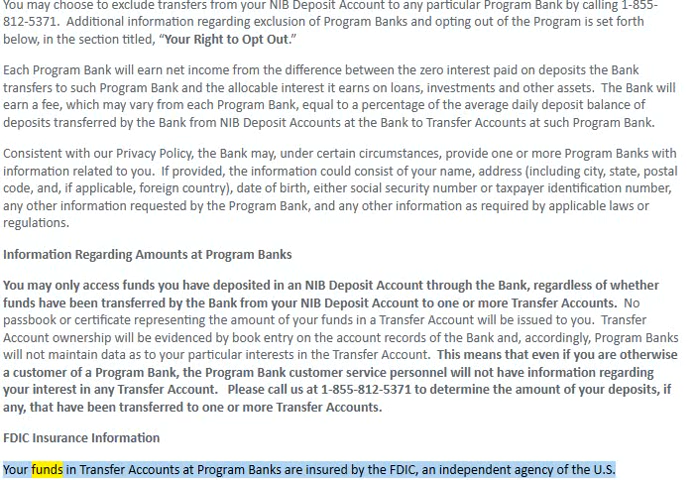 You may choose to exclude transfers from your NIB Deposit Account to any particular Program Bank by calling 1-855-
812-5371.  Additional information regarding exclusion of Program Banks and opting out of the Program is set forth
below, in the section titled, “Your Right to Opt Out.”
Each Program Bank will earn net income from the difference between the zero interest paid on deposits the Bank
transfers to such Program Bank and the allocable interest it earns on loans, investments and other assets.  The Bank will
earn a fee, which may vary from each Program Bank, equal to a percentage of the average daily deposit balance of
deposits transferred by the Bank from NIB Deposit Accounts at the Bank to Transfer Accounts at such Program Bank.
Consistent with our Privacy Policy, the Bank may, under certain circumstances, provide one or more Program Banks with
information related to you.  If provided, the information could consist of your name, address (including city, state, postal
code, and, if applicable, foreign country), date of birth, either social security number or taxpayer identification number,
any other information requested by the Program Bank, and any other information as required by applicable laws or
regulations.
Information Regarding Amounts at Program Banks
You may only access funds you have deposited in an NIB Deposit Account through the Bank, regardless of whether
funds have been transferred by the Bank from your NIB Deposit Account to one or more Transfer Accounts.  No
passbook or certificate representing the amount of your funds in a Transfer Account will be issued to you.  Transfer
Account ownership will be evidenced by book entry on the account records of the Bank and, accordingly, Program Banks
will not maintain data as to your particular interests in the Transfer Account.  This means that even if you are otherwise
a customer of a Program Bank, the Program Bank customer service personnel will not have information regarding
your interest in any Transfer Account.   Please call us at 1-855-812-5371 to determine the amount of your deposits, if
any, that have been transferred to one or more Transfer Accounts.
FDIC Insurance Information
Your funds in Transfer Accounts at Program Banks are insured by the FDIC, an independent agency of the U.S.